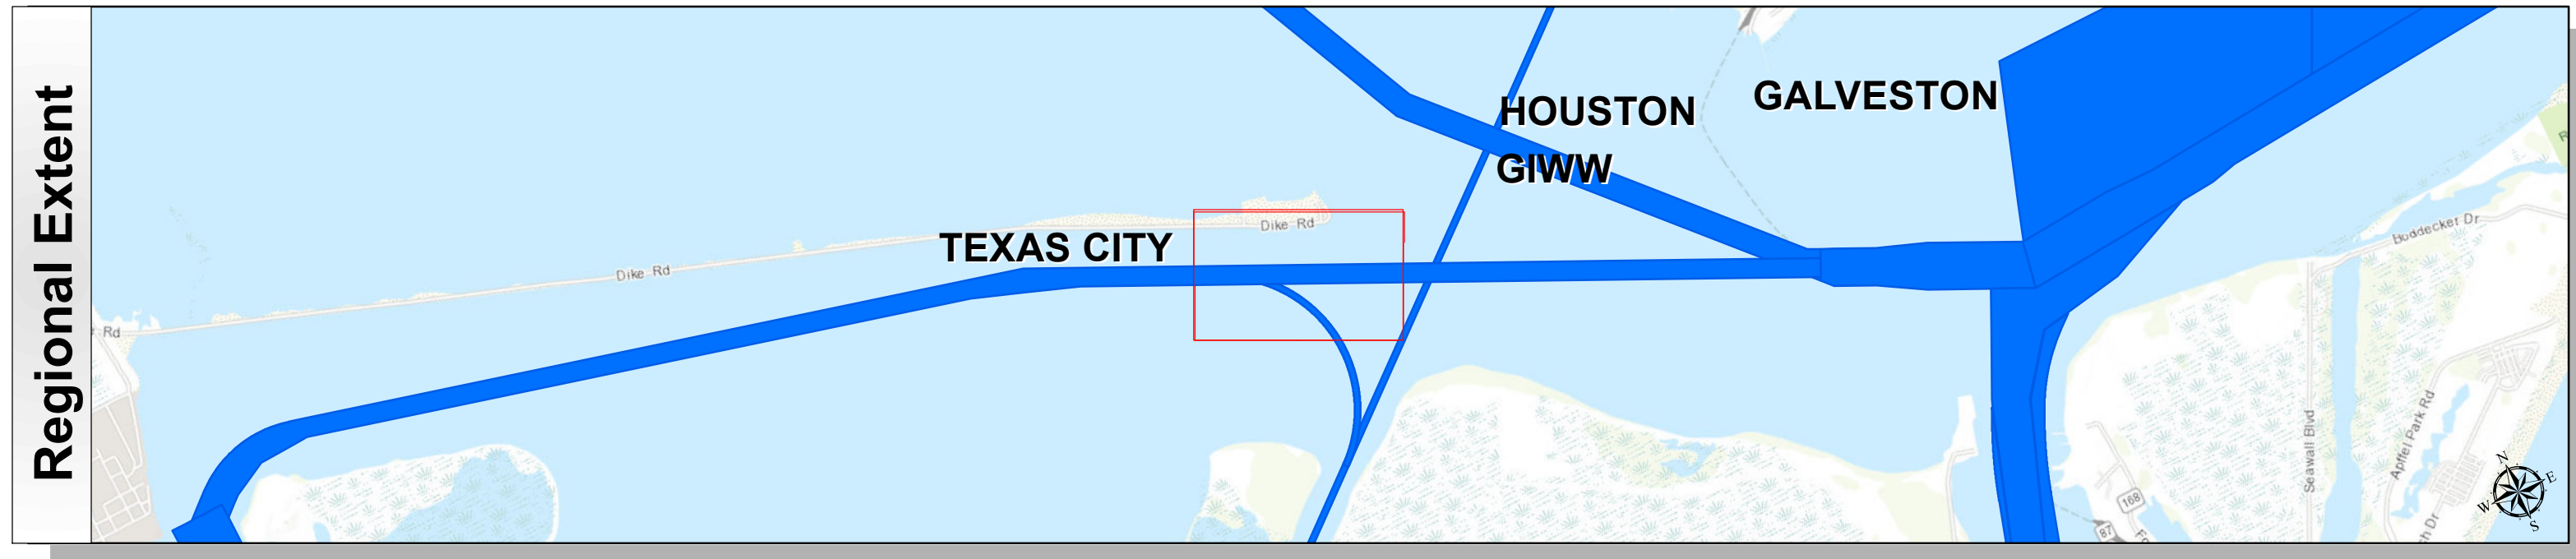 Regional Extent
HOUSTON
GALVESTON
GIWW
TEXAS CITY
Dike Rd
Dike Rd
Rd
Boddecker Dr
Seawall Blvd
Apffel Park Rd
168
87
N
E
W
S